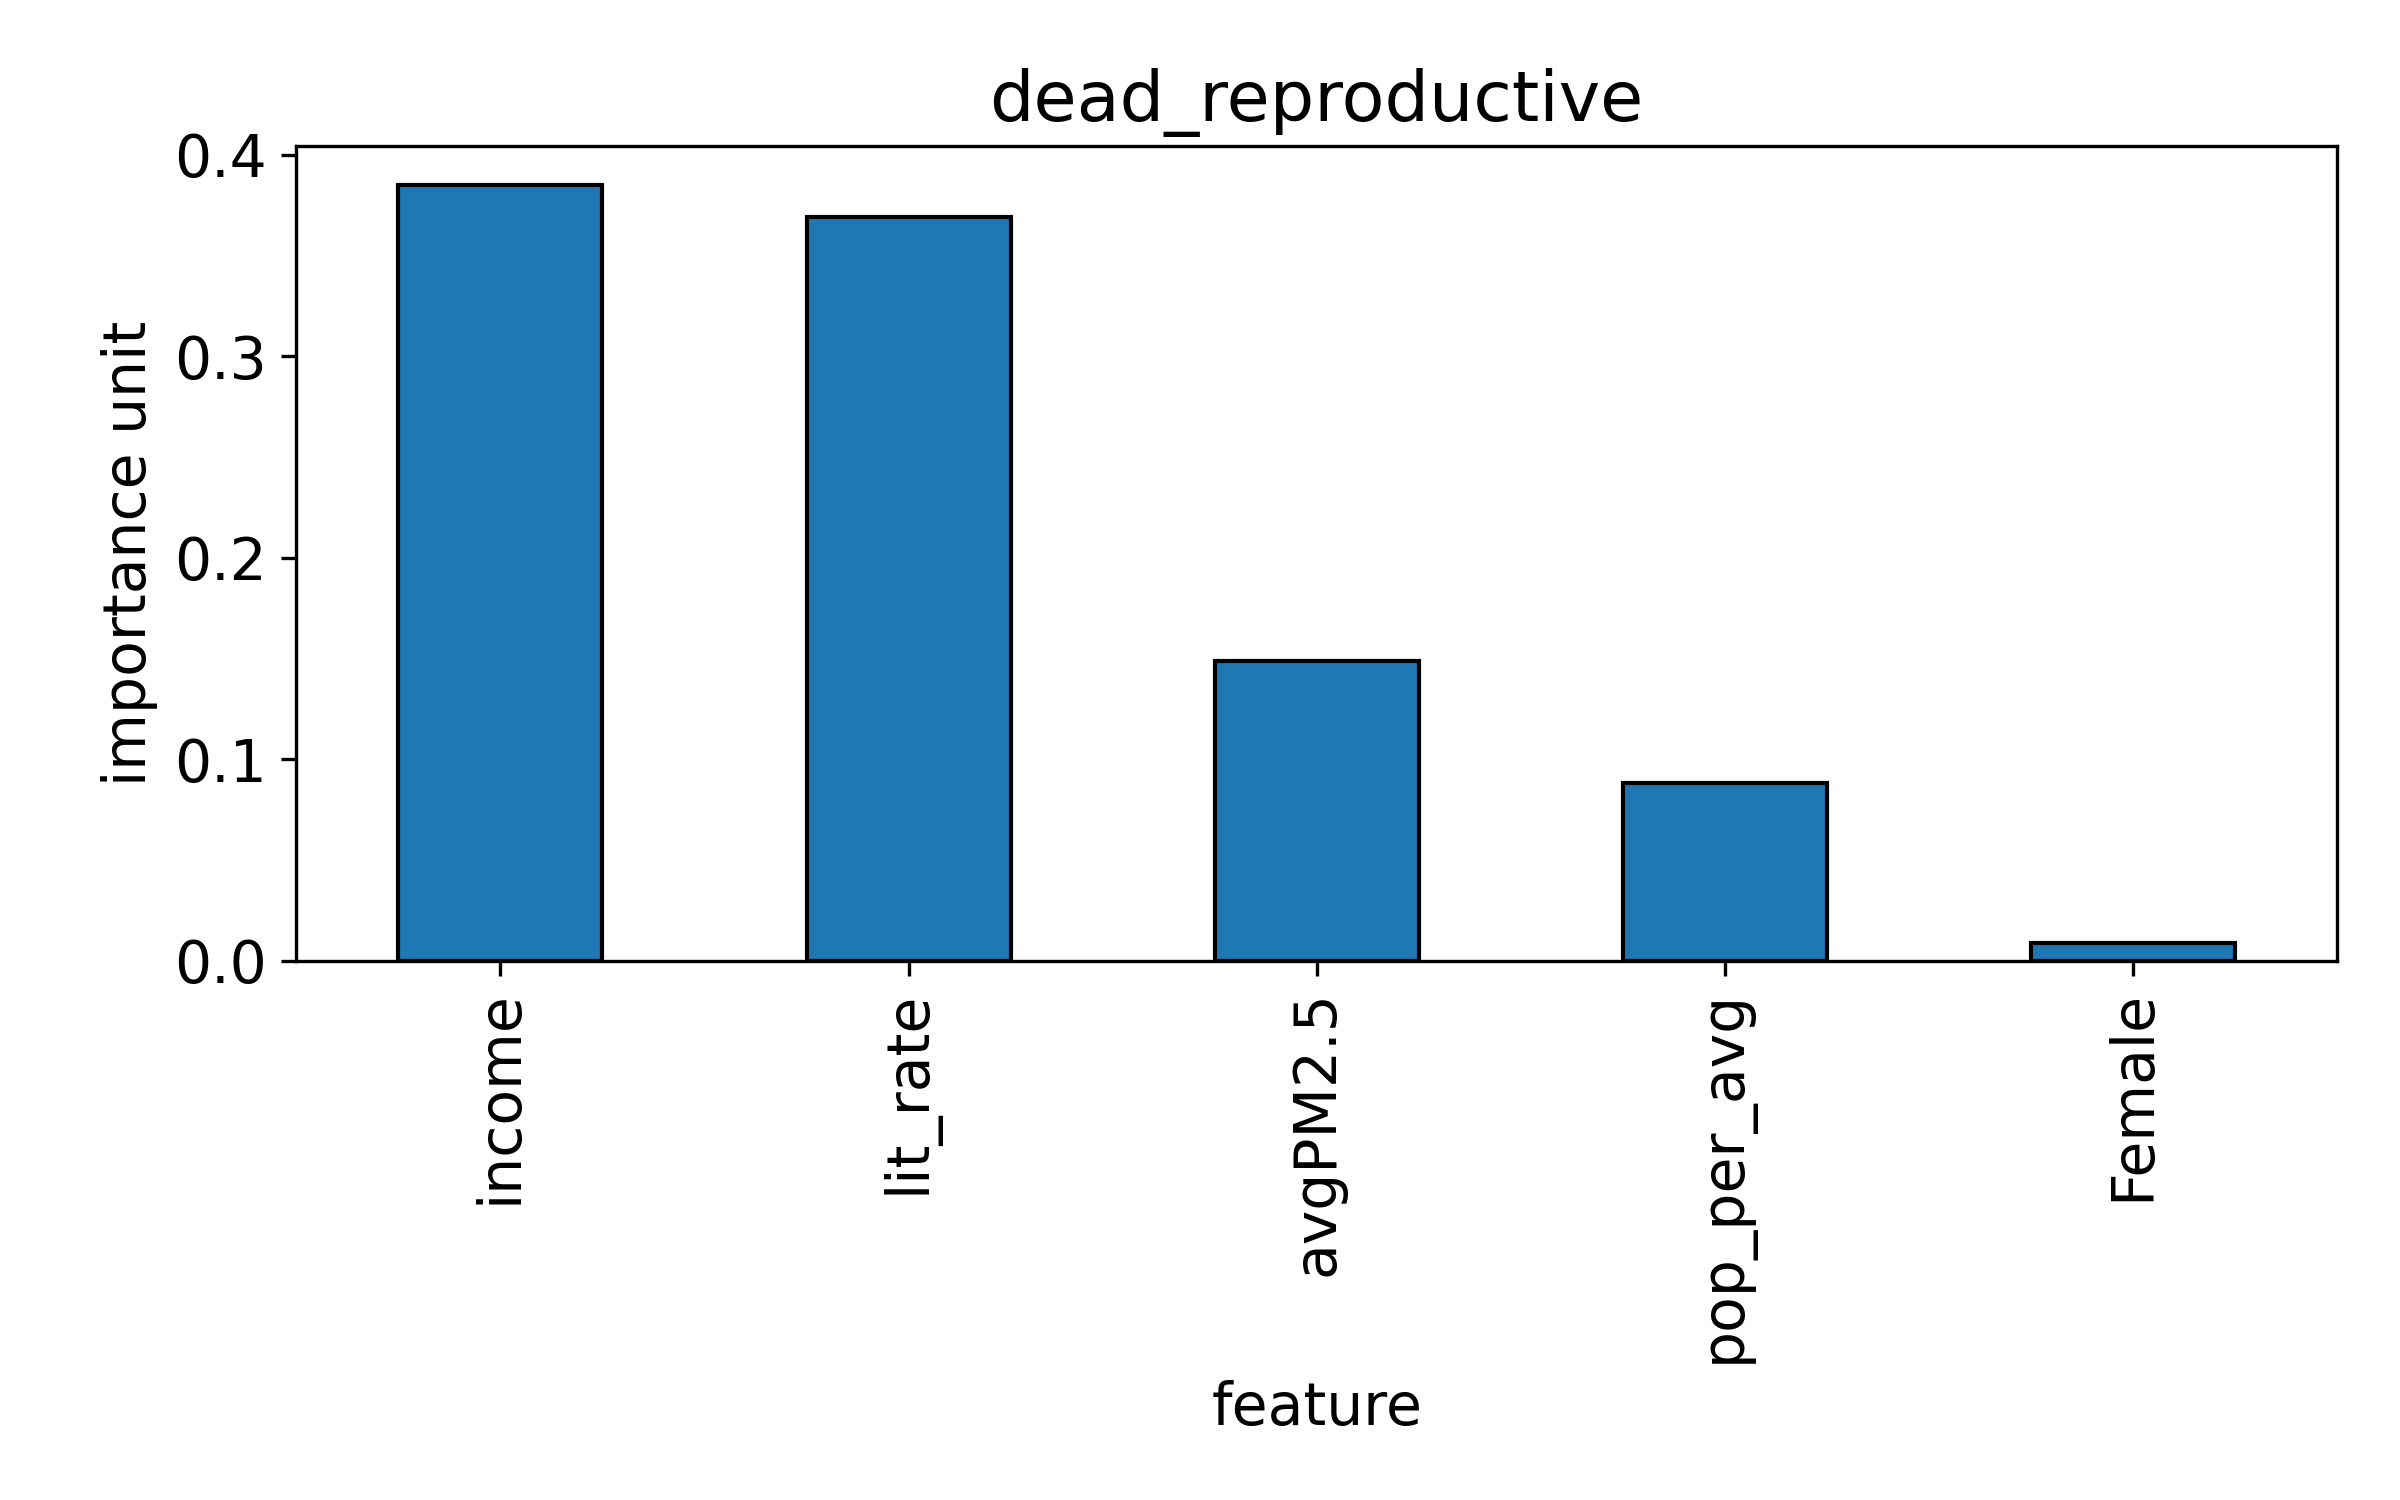 dead_reproductive
0.4
0.3
0.2
0.1
0.0
importance unit
income
lit_rate
avgPM2.5
pop_per_avg
Female
feature